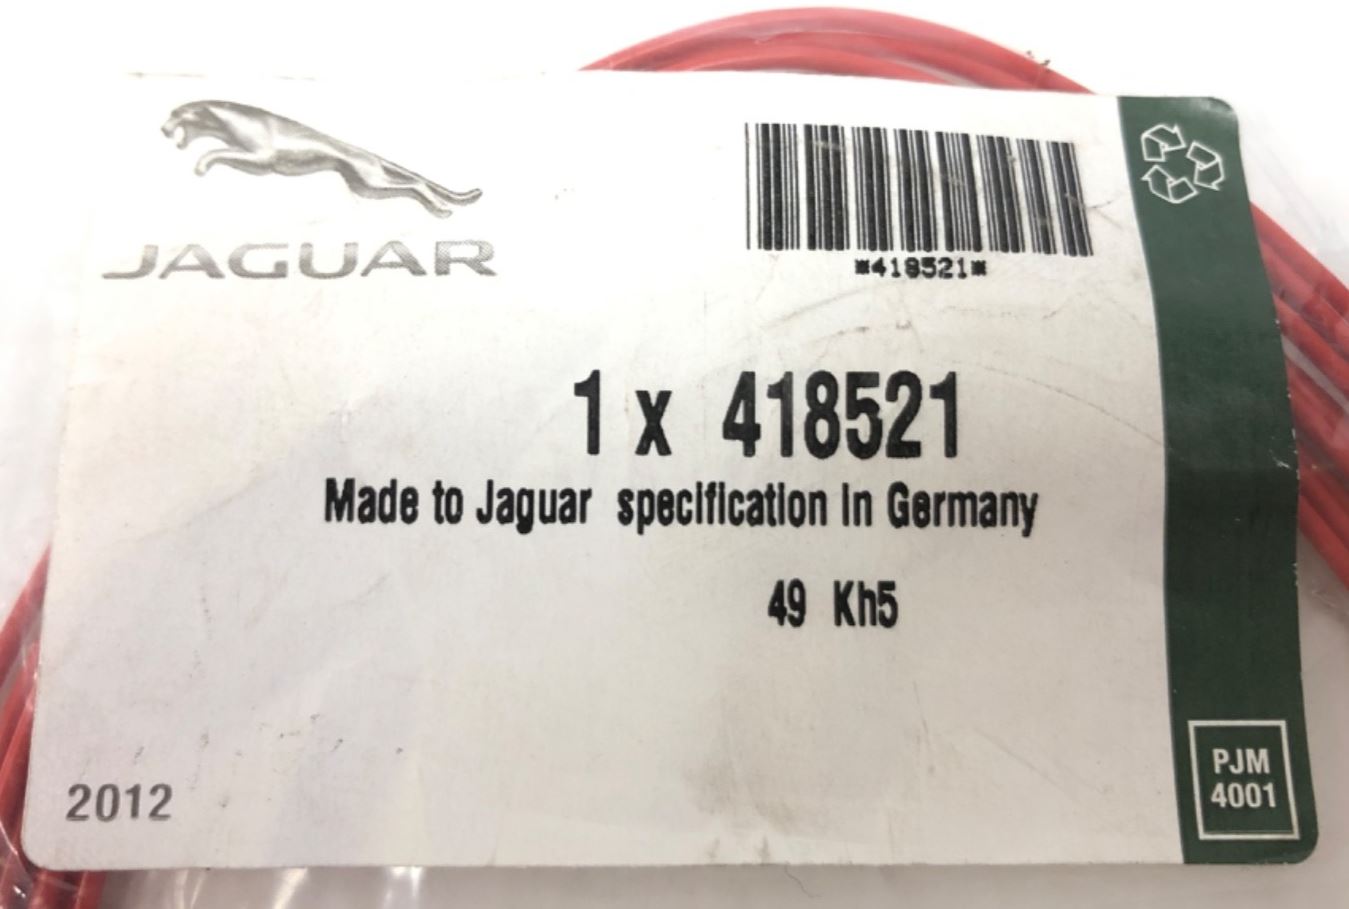 JAGUAR
*418521*
1 x 418521
Made to Jaguar specification in Germany
49 Kh5
2012
PJM
4001